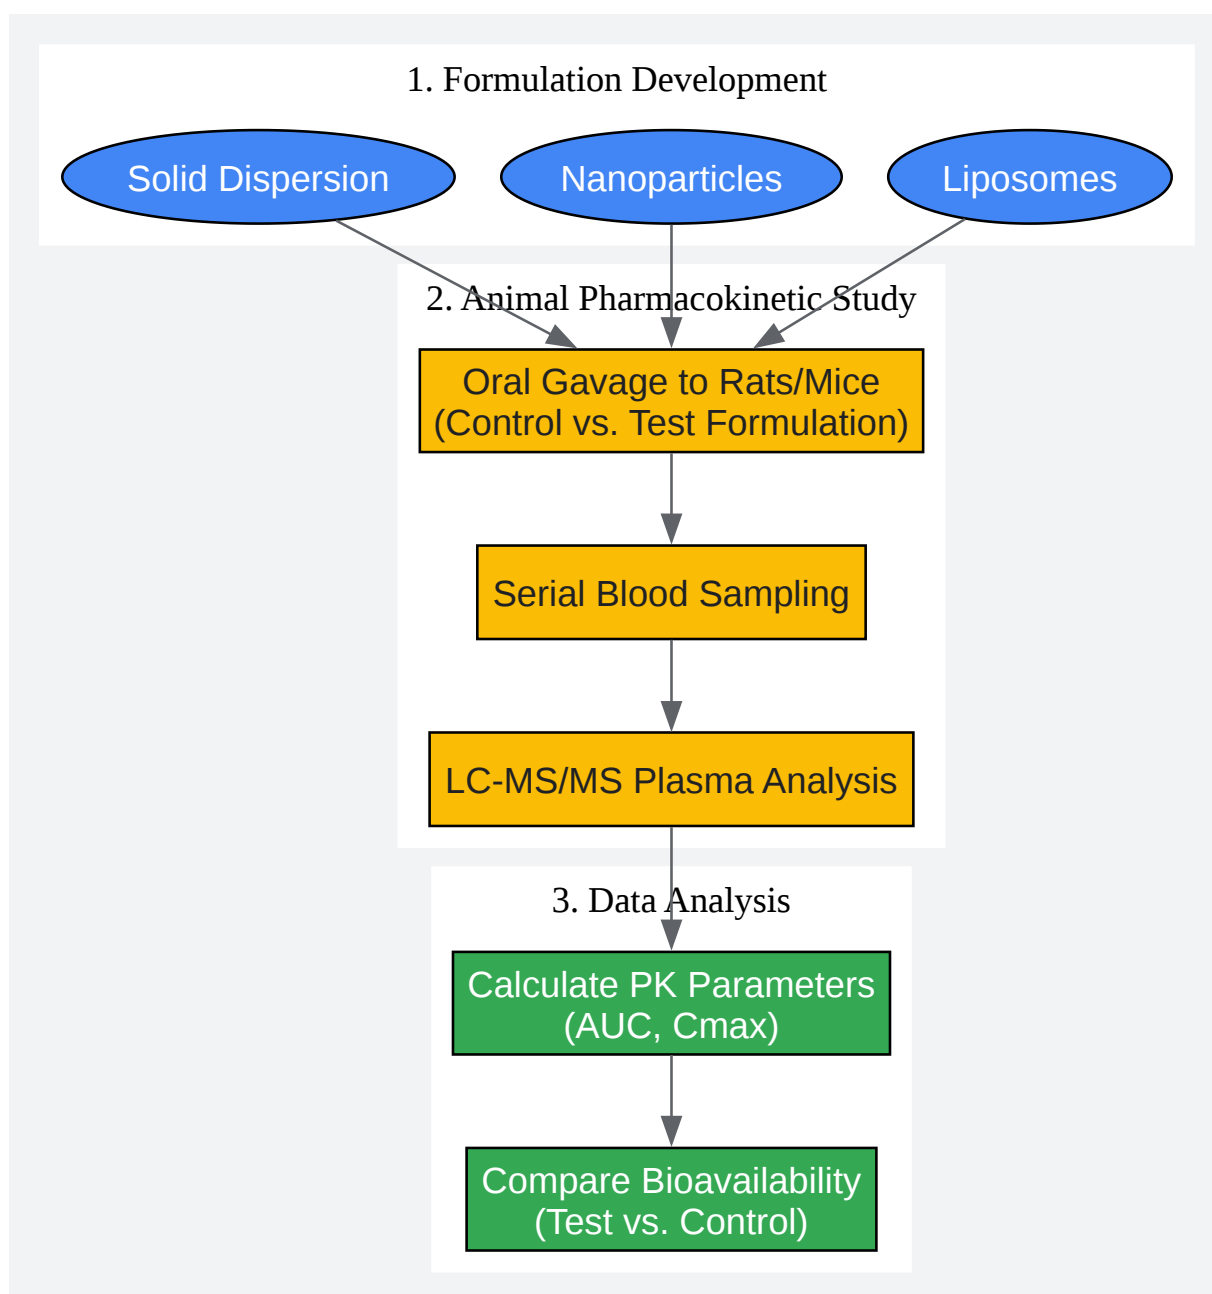 1. Formulation Development
Solid Dispersion
Nanoparticles
Liposomes
2. Animal Pharmacokinetic Study
Oral Gavage to Rats/Mice
(Control vs. Test Formulation)
Serial Blood Sampling
LC-MS/MS Plasma Analysis
3. Data Analysis
Calculate PK Parameters
(AUC, Cmax)
Compare Bioavailability
(Test vs. Control)